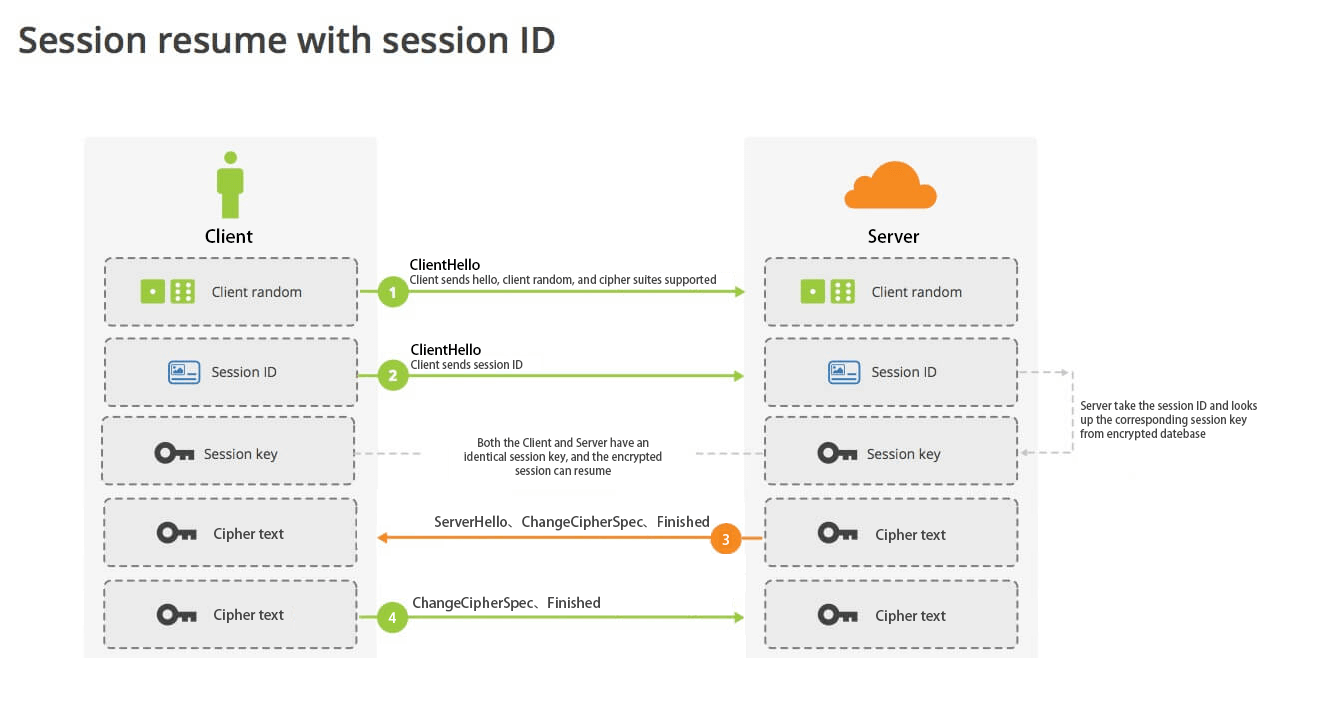 Session resume with session ID
Client
Server
ClientHello
Client sends hello, client random, and cipher suites supported
Client random
1
Client random
ClientHello
Client sends session ID
Session ID
2
Session ID
Server take the session ID and looks
up the corresponding session key
from encrypted datebase
Session key
Both the Client and Server have an
identical session key, and the encrypted
session can resume
Session key
ServerHello、ChangeCipherSpec、Finished
Cipher text
3
Cipher text
ChangeCipherSpec、Finished
Cipher text
4
Cipher text